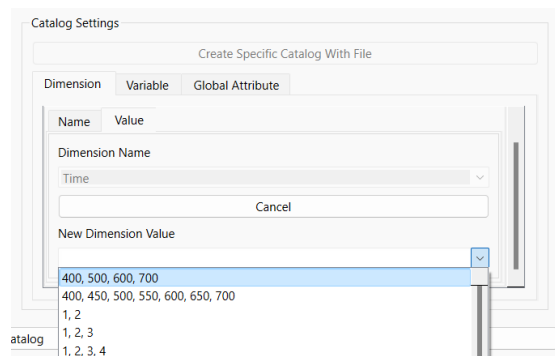 Catalog Settings
Create Specific Catalog With File
Dimension Variable Global Attribute
Name Value
Dimension Name
Time
Cancel
New Dimension Value
400, 500, 600, 700
400, 450, 500, 550, 600, 650, 700
1, 2
1, 2, 3
atalog
1, 2, 3, 4